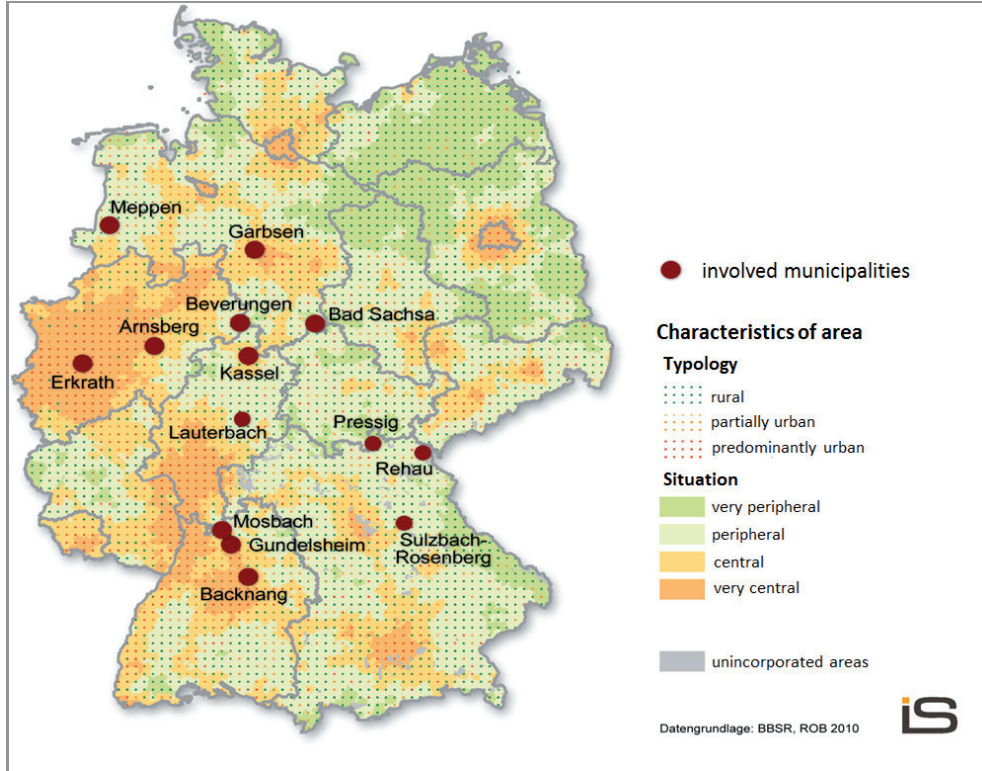 Meppen
Garbsen
Beverungen
Bad Sachsa
Arnsberg
Kassel
Erkrath
Lauterbach
Pressig
Rehau
Mosbach
Gundelsheim
Sulzbach-
Rosenberg
Backnang
involved municipalities
Characteristics of area
Typology
rural
partially urban
predominantly urban
Situation
very peripheral
peripheral
central
very central
unincorporated areas
Datengrundlage: BBSR, ROB 2010
iS